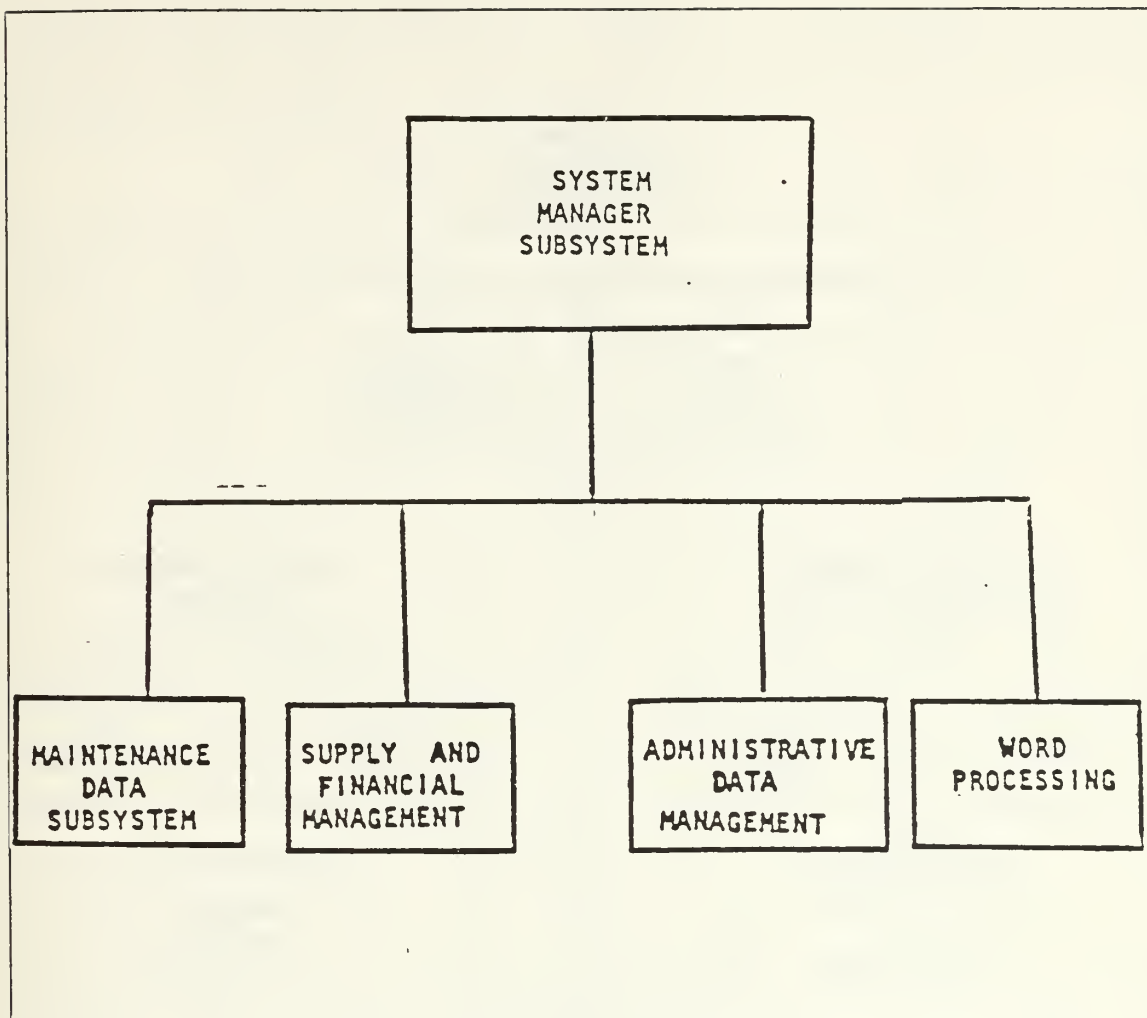 SYSTEM
MANAGER
SUBSYSTEM
MAINTENANCE
DATA
SUBSYSTEM
SUPPLY AND
FINANCIAL
MANAGEMENT
ADMINISTRATIVE
DATA
MANAGEMENT
WORD
PROCESSING